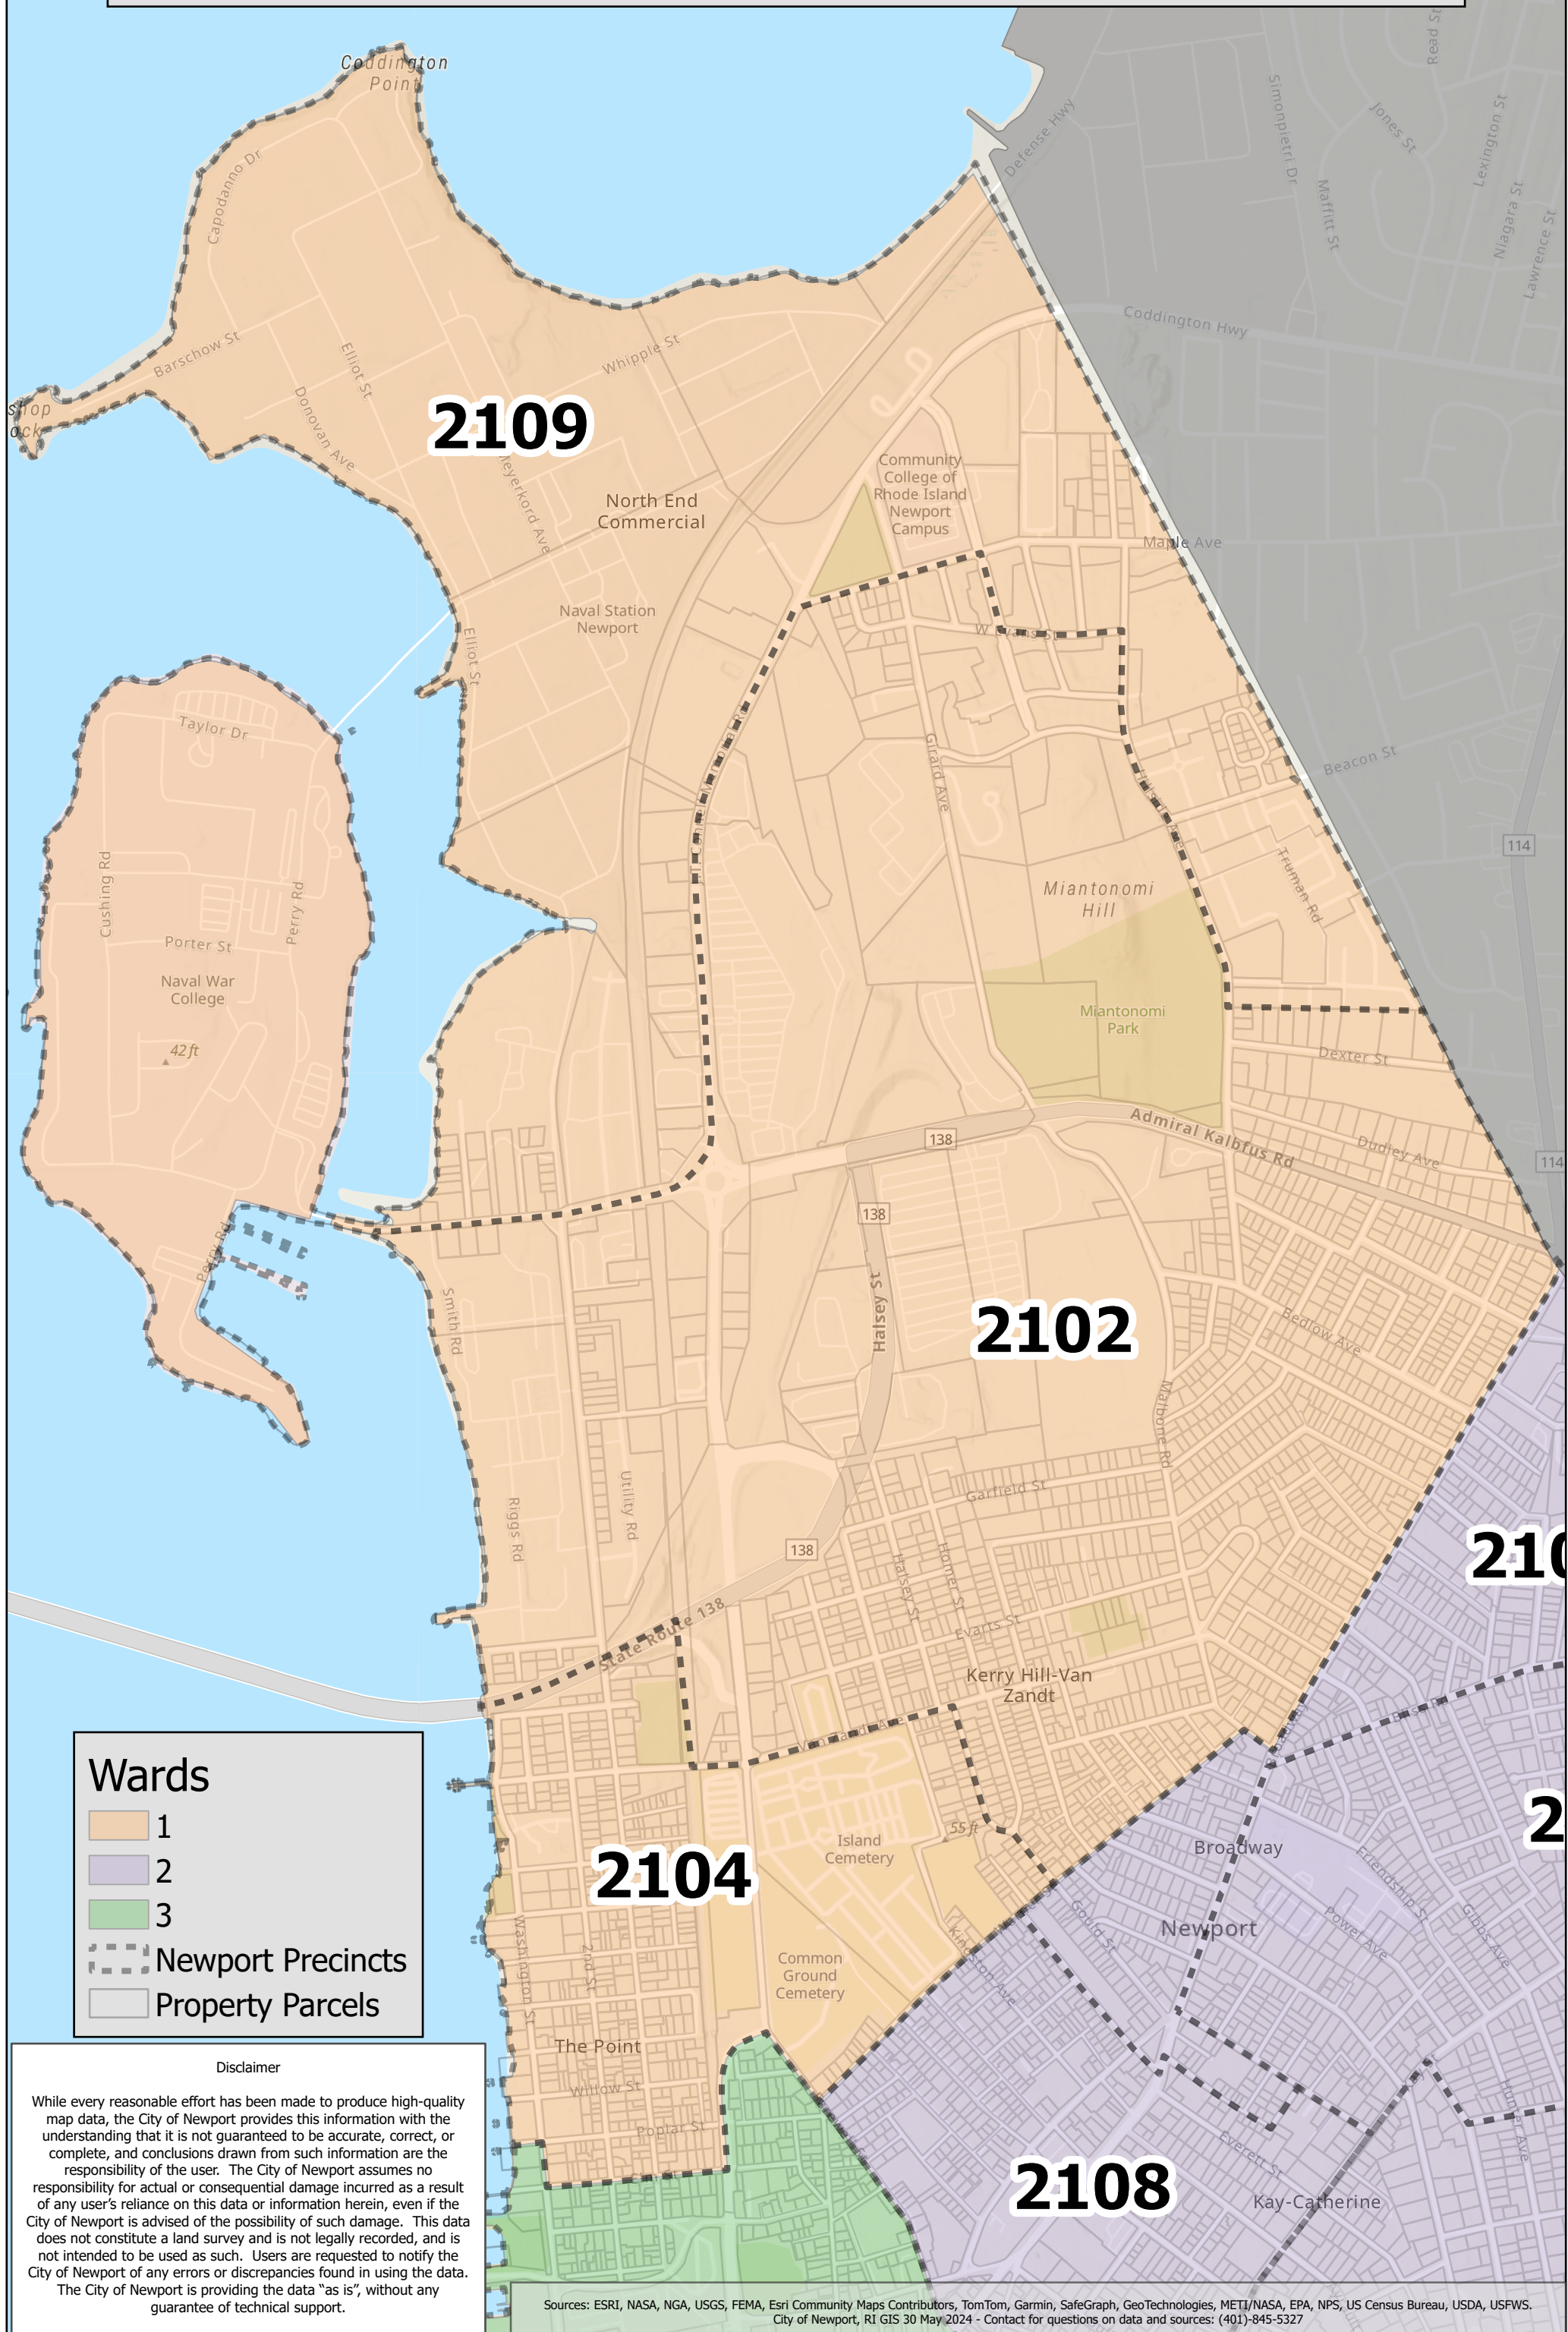 Coddington
Point
Read St
Simonpietri Dr
Jones St
Lexington St
Defense Hwy
Maffitt St
Niagara St
Lawrence St
Capodanno Dr
Coddington Hwy
Barschow St
Elliot St
Whipple St
Donovan Ave
2109
Meyerkord Ave
North End
Commercial
Community
College of
Rhode Island
Newport
Campus
Maple Ave
Naval Station
Newport
Elliot St
W Evans St
Taylor Dr
Girard Ave
Beacon St
114
Cushing Rd
Perry Rd
Truman Rd
Miantonomi
Hill
Porter St
Naval War
College
42 ft
Miantonomi
Park
Dexter St
138
Admiral Kalbfus Rd
Dudley Ave
114
138
Perry Rd
Smith Rd
Halsey St
2102
Bedlow Ave
Malbone Rd
Riggs Rd
Utility Rd
Garfield St
138
Halsey St
Homer St
210
State Route 138
Evarts St
Kerry Hill-Van
Zandt
Van Zandt Ave
Wards
1
2
3
Newport Precincts
Property Parcels
2104
Island
Cemetery
55 ft
Broadway
2
Friendship St
Gould St
Newport
Power Ave
Gibbs Ave
Washington St
2nd St
Kingston Ave
Common
Ground
Cemetery
The Point
Willow St
Poplar St
Everett St
Hunter Ave
2108
Kay-Catherine
Disclaimer
While every reasonable effort has been made to produce high-quality
map data, the City of Newport provides this information with the
understanding that it is not guaranteed to be accurate, correct, or
complete, and conclusions drawn from such information are the
responsibility of the user. The City of Newport assumes no
responsibility for actual or consequential damage incurred as a result
of any user's reliance on this data or information herein, even if the
City of Newport is advised of the possibility of such damage. This data
does not constitute a land survey and is not legally recorded, and is
not intended to be used as such. Users are requested to notify the
City of Newport of any errors or discrepancies found in using the data.
The City of Newport is providing the data “as is”, without any
guarantee of technical support.
Sources: ESRI, NASA, NGA, USGS, FEMA, Esri Community Maps Contributors, TomTom, Garmin, SafeGraph, GeoTechnologies, METI/NASA, EPA, NPS, US Census Bureau, USDA, USFWS.
City of Newport, RI GIS 30 May 2024 - Contact for questions on data and sources: (401)-845-5327